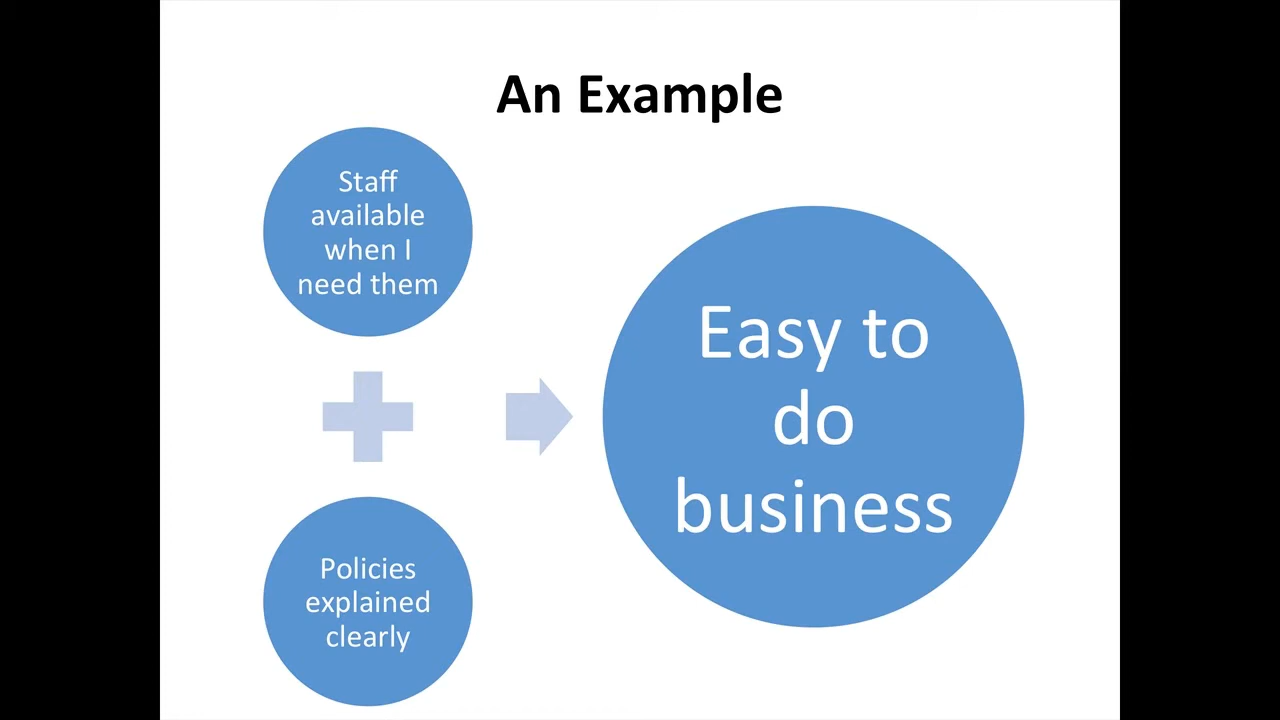 An Example
Staff
available
when I
need them
Policies
explained
clearly
Easy to
do
business